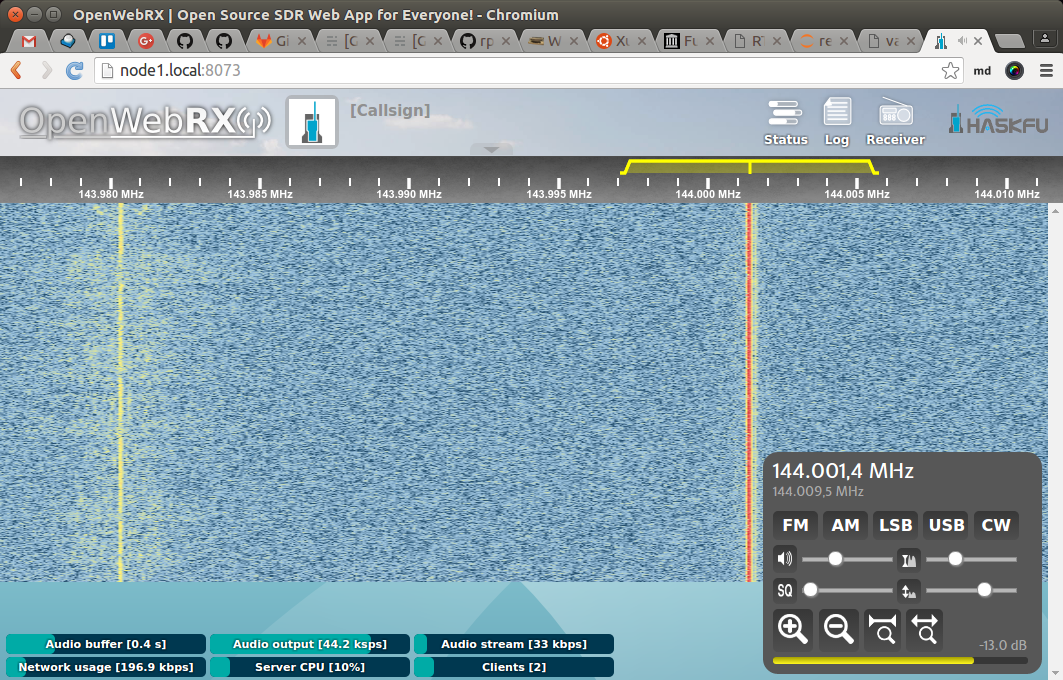 OpenWebRX | Open Source SDR Web App for Everyone! - Chromium
Gi [C [C rp W Xu Fu RT re va
node1.local:8073 md
OpenWebRX [Callsign] Status Log Receiver HASKFU
143.980 MHz 143.985 MHz 143.990 MHz 143.995 MHz 144.000 MHz 144.005 MHz 144.010 MHz
144.001,4 MHz
144.009,5 MHz
FM AM LSB USB CW
SQ
-13.0 dB
Audio buffer [0.4 s] Audio output [44.2 ksps] Audio stream [33 kbps]
Network usage [196.9 kbps] Server CPU [10%] Clients [2]